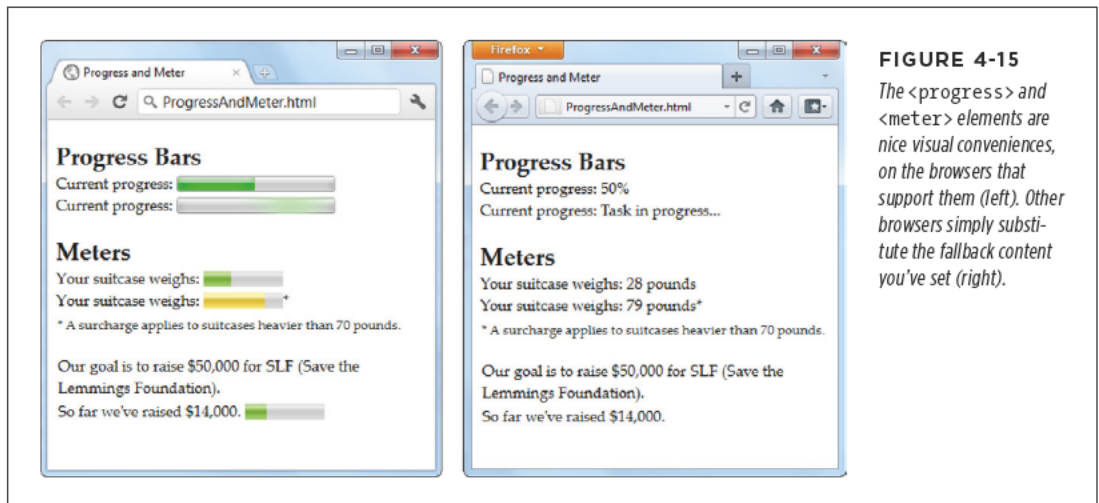 Progress and Meter
ProgressAndMeter.html
Progress Bars
Current progress:
Current progress:
Meters
Your suitcase weighs:
Your suitcase weighs: *
* A surcharge applies to suitcases heavier than 70 pounds.
Our goal is to raise $50,000 for SLF (Save the
Lemmings Foundation).
So far we've raised $14,000.
Firefox
Progress and Meter
ProgressAndMeter.html
Progress Bars
Current progress: 50%
Current progress: Task in progress...
Meters
Your suitcase weighs: 28 pounds
Your suitcase weighs: 79 pounds*
* A surcharge applies to suitcases heavier than 70 pounds.
Our goal is to raise $50,000 for SLF (Save the
Lemmings Foundation).
So far we've raised $14,000.
FIGURE 4-15
The <progress> and
<meter> elements are
nice visual conveniences,
on the browsers that
support them (left). Other
browsers simply substi-
tute the fallback content
you've set (right).